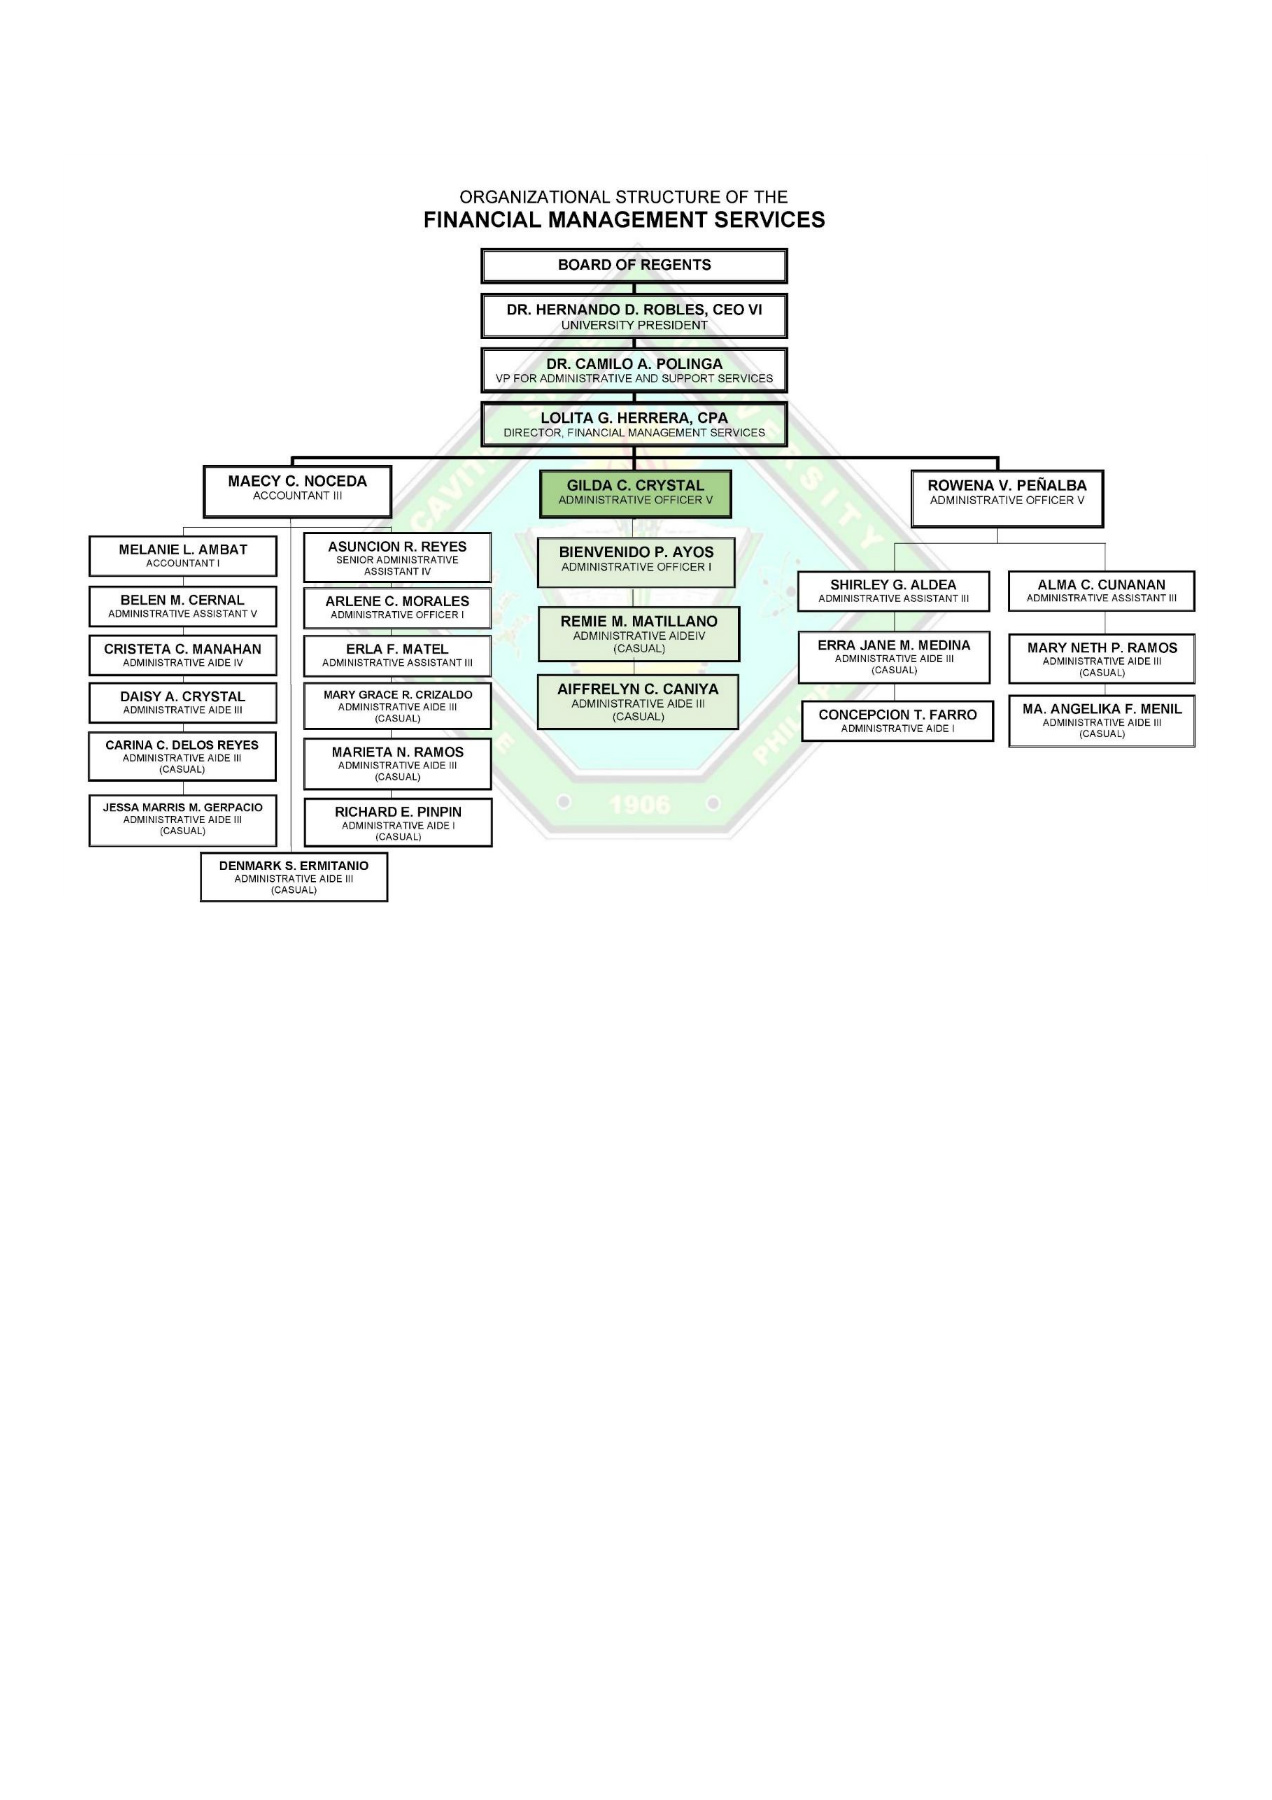 ORGANIZATIONAL STRUCTURE OF THE
FINANCIAL MANAGEMENT SERVICES
BOARD OF REGENTS
DR. HERNANDO D. ROBLES, CEO VI
UNIVERSITY PRESIDENT
DR. CAMILO A. POLINGA
VP FOR ADMINISTRATIVE AND SUPPORT SERVICES
LOLITA G. HERRERA, CPA
DIRECTOR, FINANCIAL MANAGEMENT SERVICES
MAECY C. NOCEDA
ACCOUNTANT III
MELANIE L. AMBAT
ACCOUNTANT I
BELEN M. CERNAL
ADMINISTRATIVE ASSISTANT V
CRISTETA C. MANAHAN
ADMINISTRATIVE AIDE IV
DAISY A. CRYSTAL
ADMINISTRATIVE AIDE III
CARINA C. DELOS REYES
ADMINISTRATIVE AIDE III
(CASUAL)
JESSA MARRIS M. GERPACIO
ADMINISTRATIVE AIDE III
(CASUAL)
ASUNCION R. REYES
SENIOR ADMINISTRATIVE
ASSISTANT IV
ARLENE C. MORALES
ADMINISTRATIVE OFFICER I
ERLA F. MATEL
ADMINISTRATIVE ASSISTANT III
MARY GRACE R. CRIZALDO
ADMINISTRATIVE AIDE III
(CASUAL)
MARIETA N. RAMOS
ADMINISTRATIVE AIDE III
(CASUAL)
RICHARD E. PINPIN
ADMINISTRATIVE AIDE I
(CASUAL)
DENMARK S. ERMITANIO
ADMINISTRATIVE AIDE III
(CASUAL)
GILDA C. CRYSTAL
ADMINISTRATIVE OFFICER V
BIENVENIDO P. AYOS
ADMINISTRATIVE OFFICER I
REMIE M. MATILLANO
ADMINISTRATIVE AIDEIV
(CASUAL)
AIFFRELYN C. CANIYA
ADMINISTRATIVE AIDE III
(CASUAL)
ROWENA V. PEÑALBA
ADMINISTRATIVE OFFICER V
SHIRLEY G. ALDEA
ADMINISTRATIVE ASSISTANT III
ERRA JANE M. MEDINA
ADMINISTRATIVE AIDE III
(CASUAL)
CONCEPCION T. FARRO
ADMINISTRATIVE AIDE I
ALMA C. CUNANAN
ADMINISTRATIVE ASSISTANT III
MARY NETH P. RAMOS
ADMINISTRATIVE AIDE III
(CASUAL)
MA. ANGELIKA F. MENIL
ADMINISTRATIVE AIDE III
(CASUAL)
1906